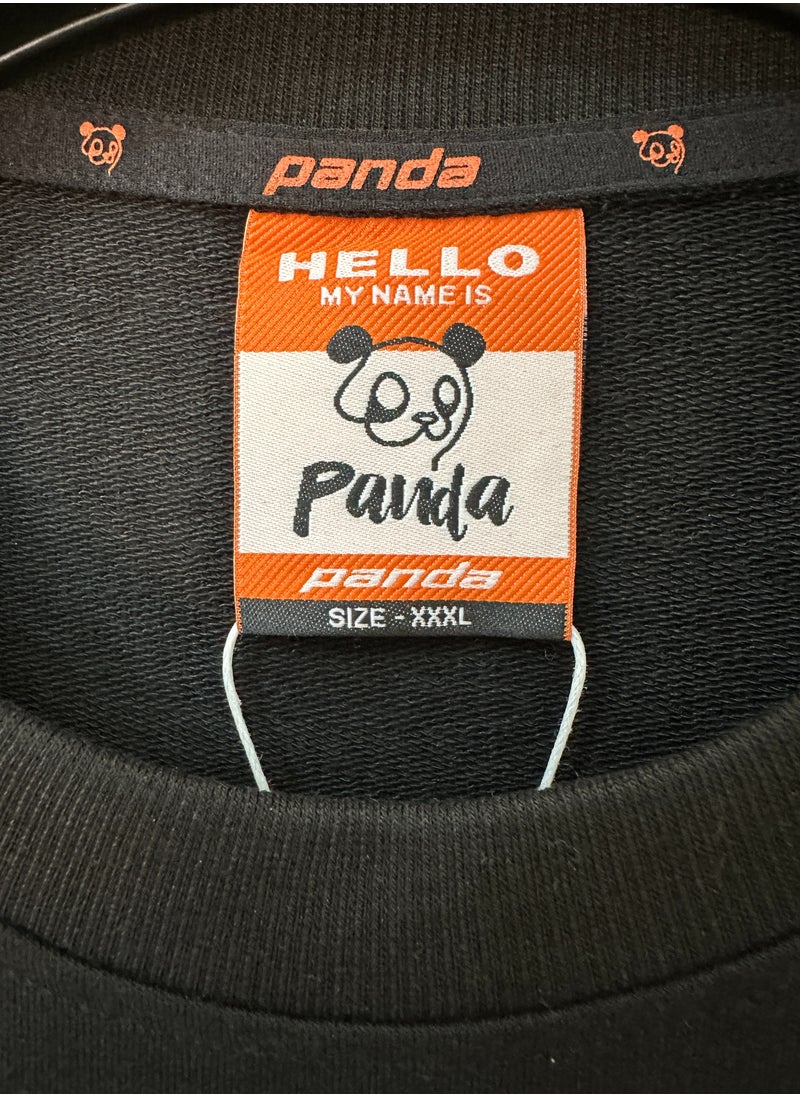 panda
HELLO
MY NAME IS
Panda
panda
SIZE - XXXL